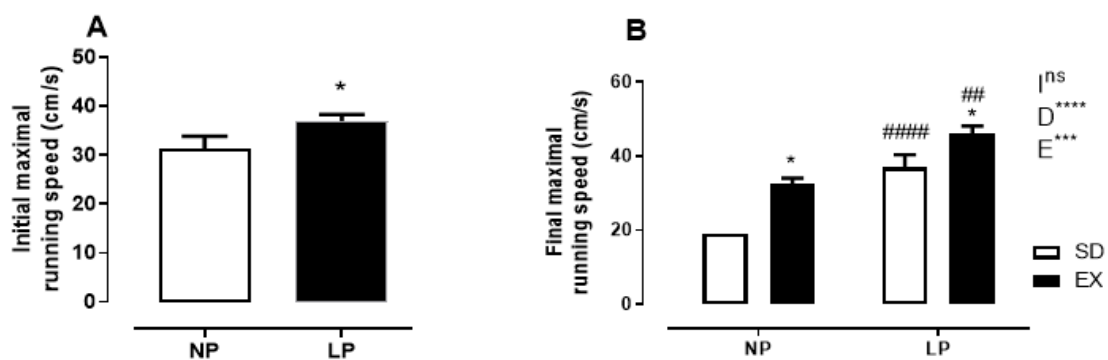 A
Initial maximal
running speed (cm/s)
50
40
30
20
10
0
*
NP LP
B
Final maximal
running speed (cm/s)
60
40
20
0
*
####
##
*
I^ns
D****
E***
SD
EX
NP LP